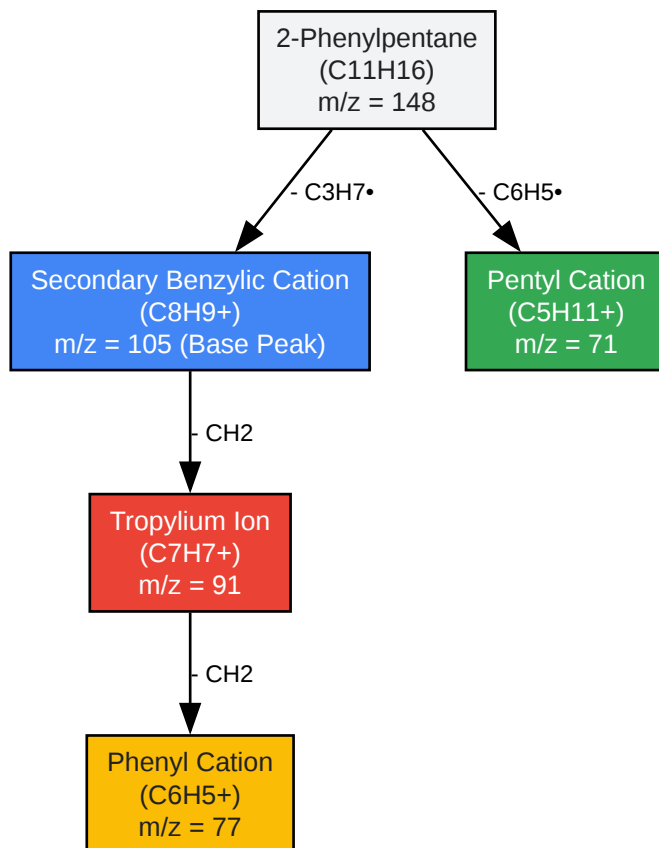 2-Phenylpentane
(C11H16)
m/z = 148
- C3H7•
- C6H5•
Secondary Benzylic Cation
(C8H9+)
m/z = 105 (Base Peak)
Pentyl Cation
(C5H11+)
m/z = 71
- CH2
Tropylium Ion
(C7H7+)
m/z = 91
- CH2
Phenyl Cation
(C6H5+)
m/z = 77